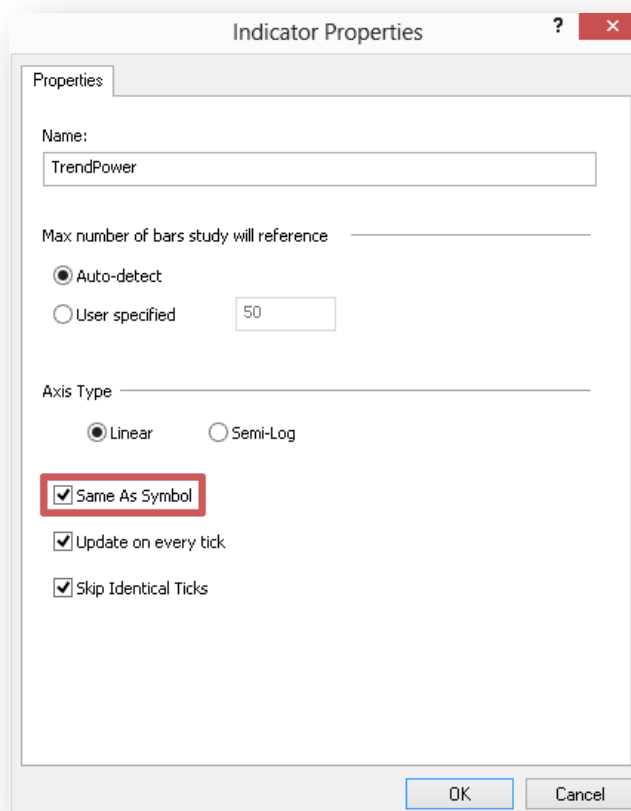 Indicator Properties
?
Properties
Name:
TrendPower
Max number of bars study will reference
Auto-detect
User specified 50
Axis Type
Linear Semi-Log
Same As Symbol
Update on every tick
Skip Identical Ticks
OK Cancel